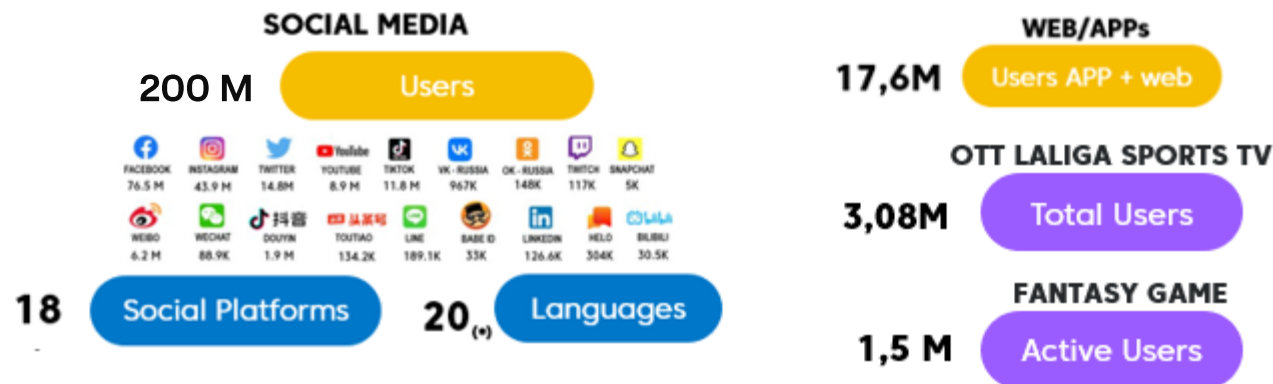 SOCIAL MEDIA
200 M Users
YouTube
FACEBOOK INSTAGRAM TWITTER YOUTUBE TIKTOK VK - RUSSIA OK - RUSSIA TWITCH SNAPCHAT
76.5 M 43.9 M 14.8M 8.9 M 11.8 M 967K 148K 117K 5K
抖音 头条号
WEIBO WECHAT DOUYIN TOUTIAO LINE BABE ID LINKEDIN HELO BILIBILI
6.2 M 88.9K 1.9 M 134.2K 189.1K 33K 126.6K 304K 30.5K
18 Social Platforms 20 (*) Languages
WEB/APPs
17,6M Users APP + web
OTT LALIGA SPORTS TV
3,08M Total Users
FANTASY GAME
1,5 M Active Users